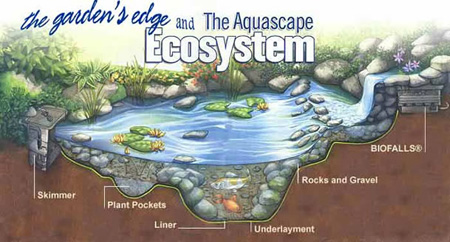 the garden's edge and The Aquascape
Ecosystem
BIOFALLS®
Rocks and Gravel
Skimmer
Plant Pockets
Liner
Underlayment